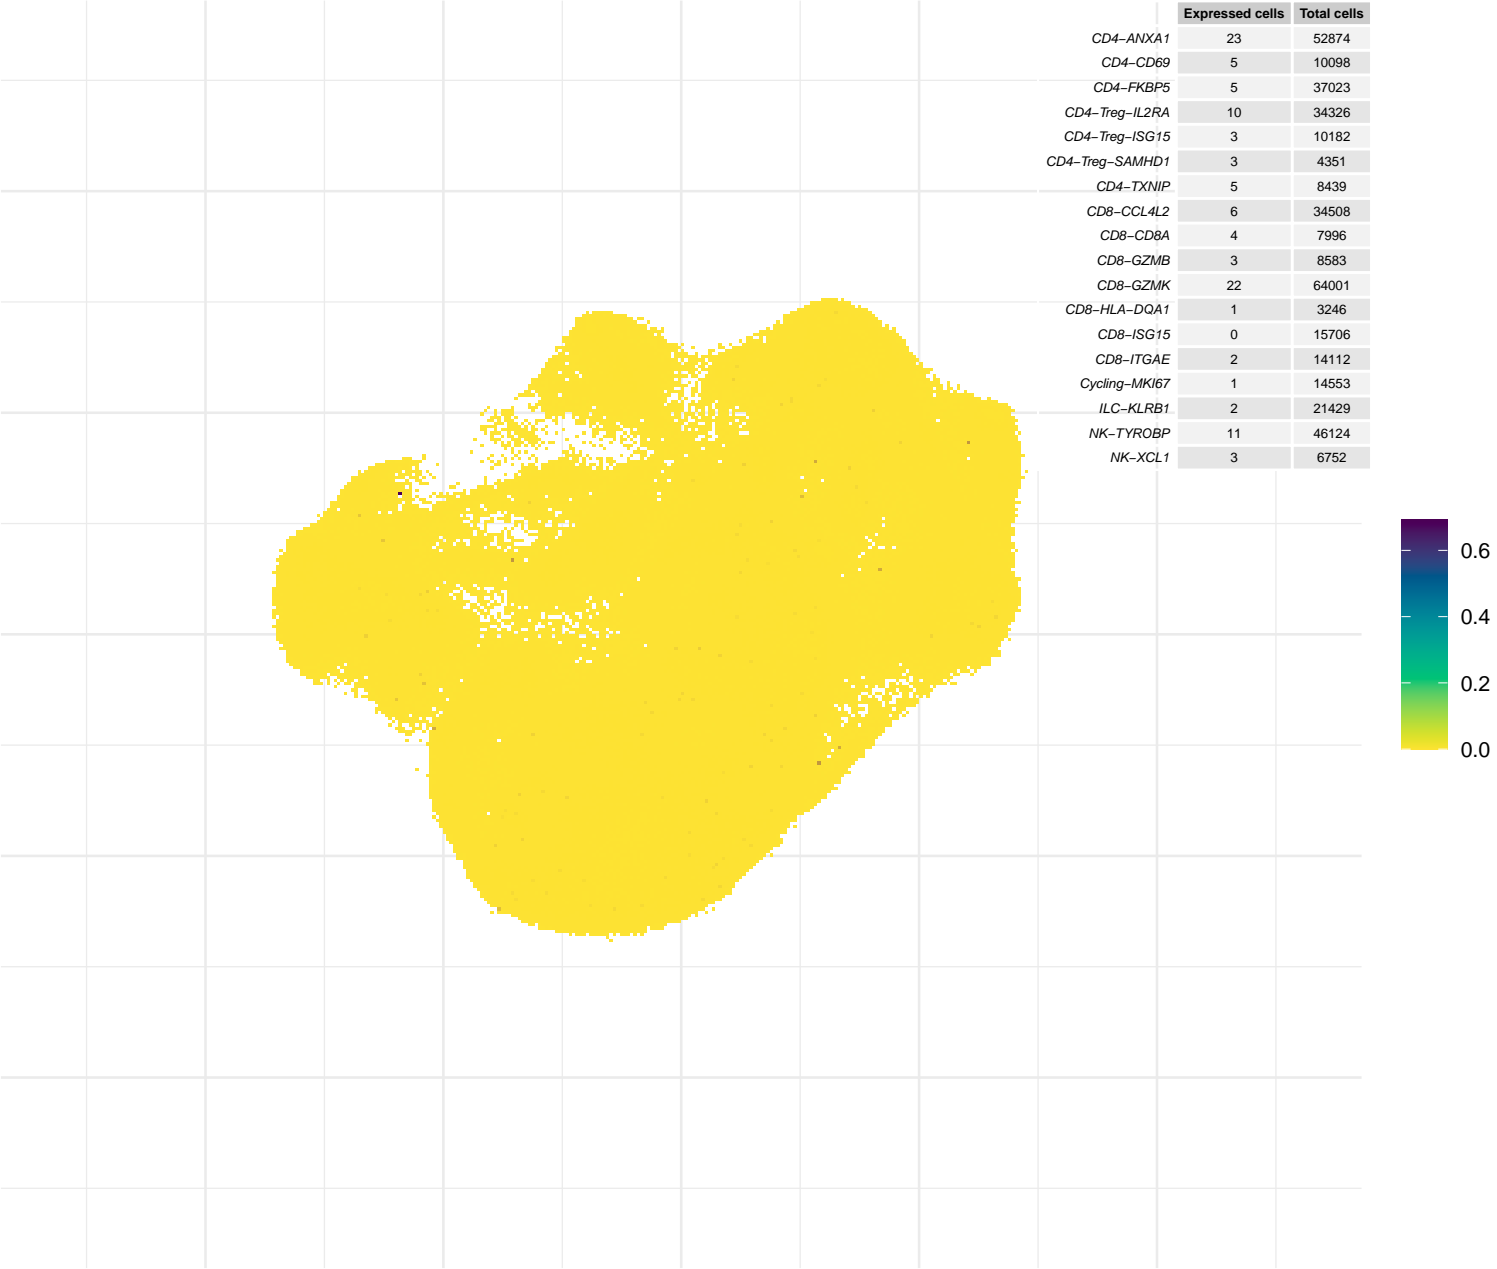 Expressed cells Total cells
CD4−ANXA1 23 52874
CD4−CD69 5 10098
CD4−FKBP5 5 37023
CD4−Treg−IL2RA 10 34326
CD4−Treg−ISG15 3 10182
CD4−Treg−SAMHD1 3 4351
CD4−TXNIP 5 8439
CD8−CCL4L2 6 34508
CD8−CD8A 4 7996
CD8−GZMB 3 8583
CD8−GZMK 22 64001
CD8−HLA−DQA1 1 3246
CD8−ISG15 0 15706
CD8−ITGAE 2 14112
Cycling−MKI67 1 14553
ILC−KLRB1 2 21429
NK−TYROBP 11 46124
NK−XCL1 3 6752
0.6
0.4
0.2
0.0